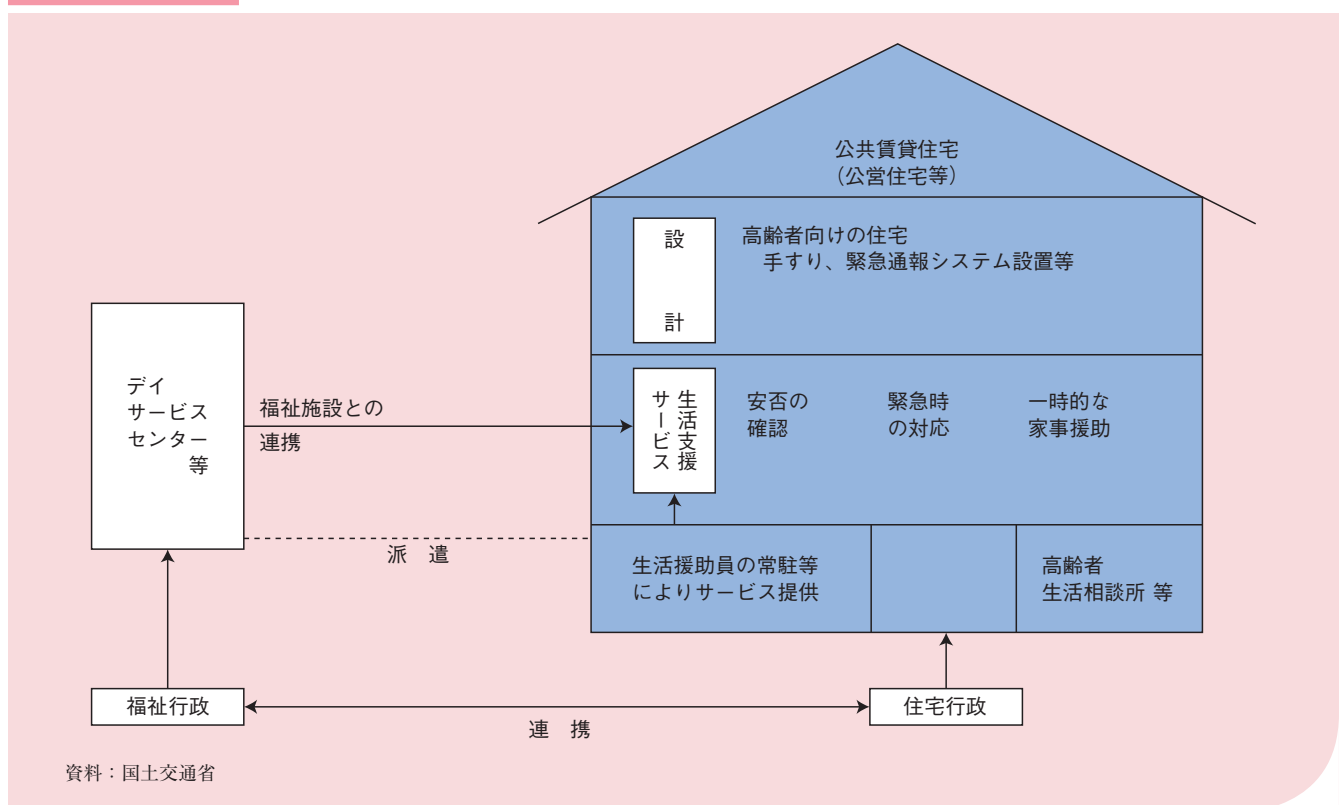 公共賃貸住宅
（公営住宅等）
設計
高齢者向けの住宅
手すり、緊急通報システム設置等
デイ
サービス
センター
等
福祉施設との
連携
生活支援
サービス
安否の
確認
緊急時
の対応
一時的な
家事援助
派遣
生活援助員の常駐等
によりサービス提供
高齢者
生活相談所 等
福祉行政
連携
住宅行政
資料：国土交通省